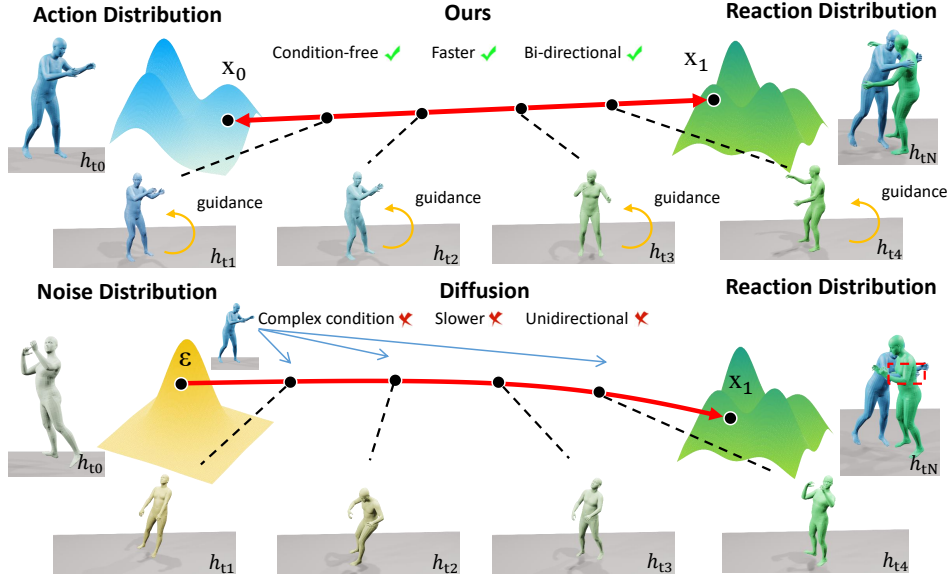 Action Distribution Ours Reaction Distribution
Condition-free Faster Bi-directional
x₀ x₁
h_t0 h_tN
guidance guidance guidance guidance
h_t1 h_t2 h_t3 h_t4
Noise Distribution Diffusion Reaction Distribution
Complex condition Slower Unidirectional
ε x₁
h_t0 h_tN
h_t1 h_t2 h_t3 h_t4